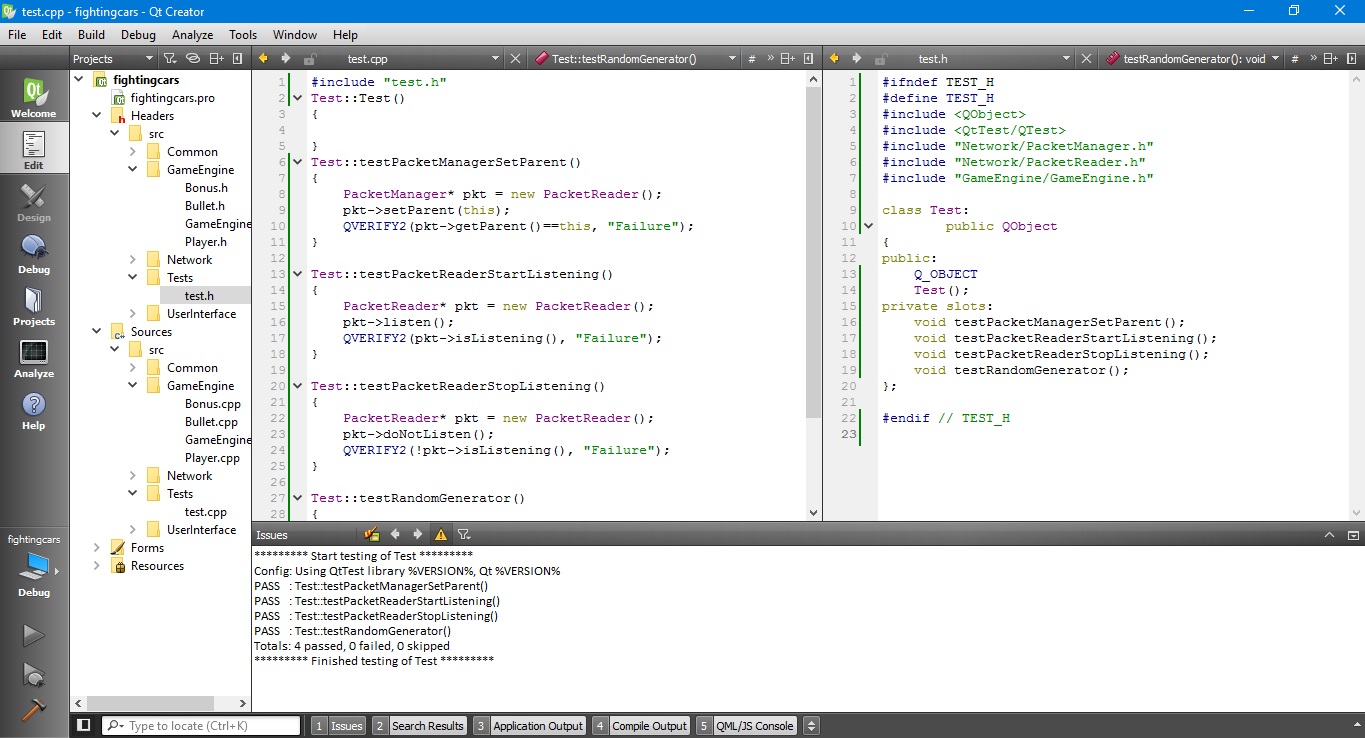 test.cpp - fightingcars - Qt Creator
File Edit Build Debug Analyze Tools Window Help
Projects
test.cpp
Test::testRandomGenerator()
#
»
test.h
testRandomGenerator(): void
#
»
Welcome
Edit
Design
Debug
Projects
Analyze
Help
fightingcars
Debug
fightingcars
fightingcars.pro
Headers
src
Common
GameEngine
Bonus.h
Bullet.h
GameEngine
Player.h
Network
Tests
test.h
UserInterface
Sources
src
Common
GameEngine
Bonus.cpp
Bullet.cpp
GameEngine
Player.cpp
Network
Tests
test.cpp
UserInterface
Forms
Resources
1 #include "test.h"
2 Test::Test()
3 {
4
5 }
6 Test::testPacketManagerSetParent()
7 {
8 PacketManager* pkt = new PacketReader();
9 pkt->setParent(this);
10 QVERIFY2(pkt->getParent()==this, "Failure");
11 }
12
13 Test::testPacketReaderStartListening()
14 {
15 PacketReader* pkt = new PacketReader();
16 pkt->listen();
17 QVERIFY2(pkt->isListening(), "Failure");
18 }
19
20 Test::testPacketReaderStopListening()
21 {
22 PacketReader* pkt = new PacketReader();
23 pkt->doNotListen();
24 QVERIFY2(!pkt->isListening(), "Failure");
25 }
26
27 Test::testRandomGenerator()
28 {
1 #ifndef TEST_H
2 #define TEST_H
3 #include <QObject>
4 #include <QtTest/QTest>
5 #include "Network/PacketManager.h"
6 #include "Network/PacketReader.h"
7 #include "GameEngine/GameEngine.h"
8
9 class Test:
10 public QObject
11 {
12 public:
13 Q_OBJECT
14 Test();
15 private slots:
16 void testPacketManagerSetParent();
17 void testPacketReaderStartListening();
18 void testPacketReaderStopListening();
19 void testRandomGenerator();
20 };
21
22 #endif // TEST_H
23
Issues
********* Start testing of Test *********
Config: Using QtTest library %VERSION%, Qt %VERSION%
PASS : Test::testPacketManagerSetParent()
PASS : Test::testPacketReaderStartListening()
PASS : Test::testPacketReaderStopListening()
PASS : Test::testRandomGenerator()
Totals: 4 passed, 0 failed, 0 skipped
********* Finished testing of Test *********
Type to locate (Ctrl+K)
1 Issues 2 Search Results 3 Application Output 4 Compile Output 5 QML/JS Console